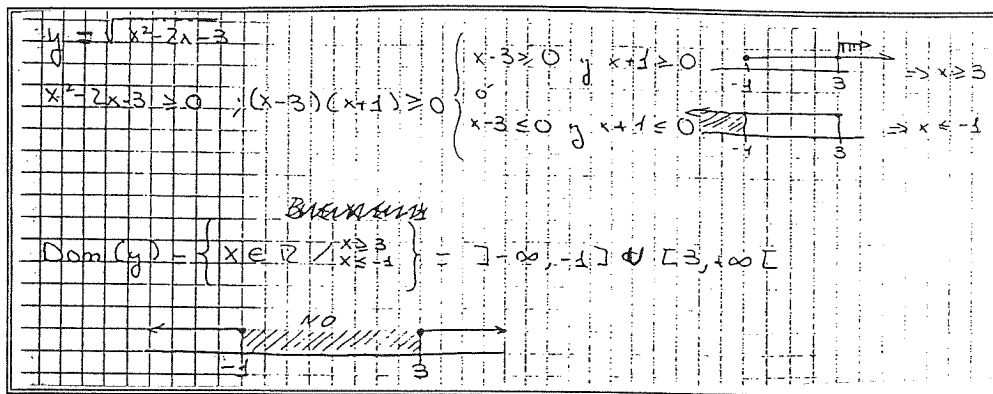 y = √x²-2x-3
x²-2x-3 ≥ 0 ; (x-3)(x+1) ≥ 0 { x-3 ≥ 0 y x+1 ≥ 0 -1 3 => x ≥ 3
o
x-3 ≤ 0 y x+1 ≤ 0 -1 3 => x ≤ -1
Dom(y) = { x ∈ R / x ≥ 3 x ≤ -1 } = ]-∞, -1] ∪ [3, +∞[
NO
-1 3